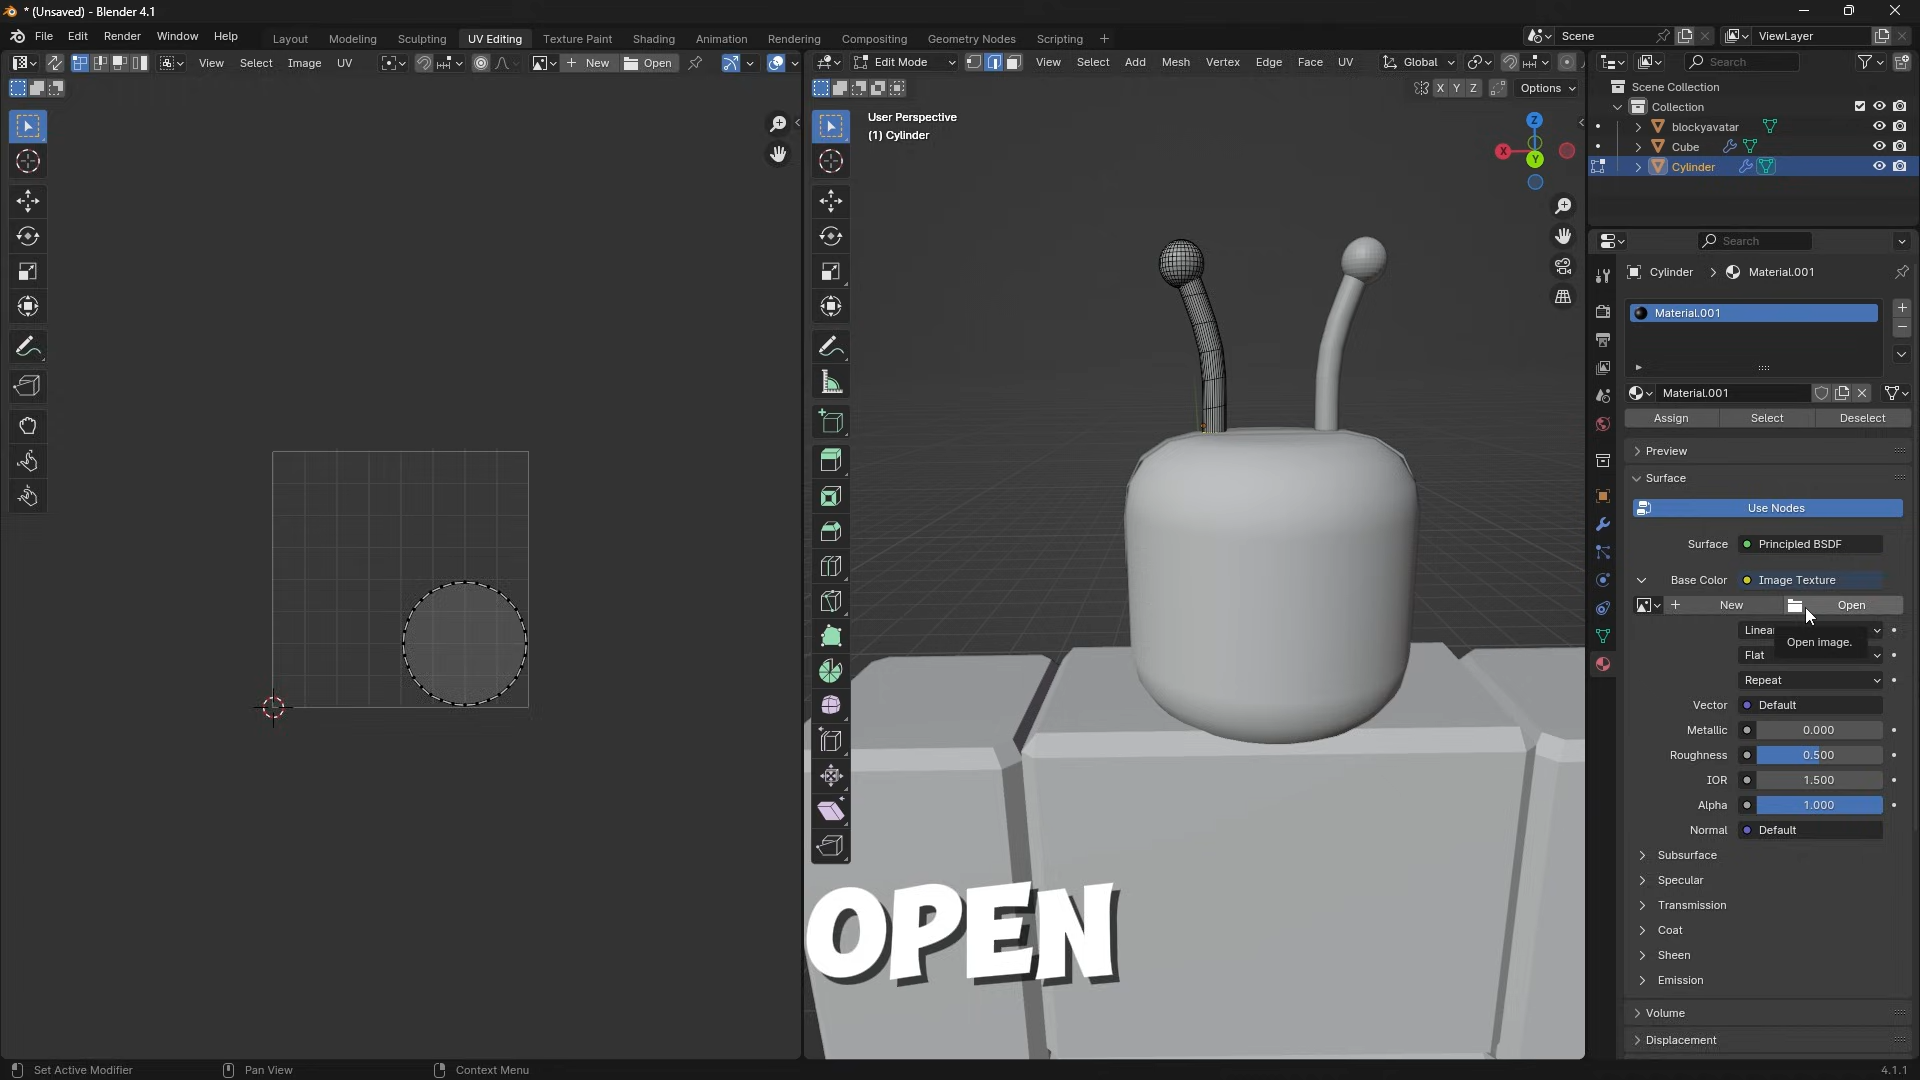 * (Unsaved) - Blender 4.1
File Edit Render Window Help
Layout Modeling Sculpting UV Editing Texture Paint Shading Animation Rendering Compositing Geometry Nodes Scripting +
Scene
ViewLayer
View Select Image UV
New
Open
Edit Mode
View Select Add Mesh Vertex Edge Face UV
Global
X Y Z
Options
User Perspective
(1) Cylinder
Z
X
Y
OPEN
Search
Scene Collection
Collection
blockyavatar
Cube
Cylinder
Search
Cylinder > Material.001
Material.001
Material.001
Assign Select Deselect
Preview
Surface
Use Nodes
Surface Principled BSDF
Base Color Image Texture
New Open
Linear
Open image.
Flat
Repeat
Vector Default
Metallic 0.000
Roughness 0.500
IOR 1.500
Alpha 1.000
Normal Default
Subsurface
Specular
Transmission
Coat
Sheen
Emission
Volume
Displacement
Set Active Modifier Pan View Context Menu
4.1.1